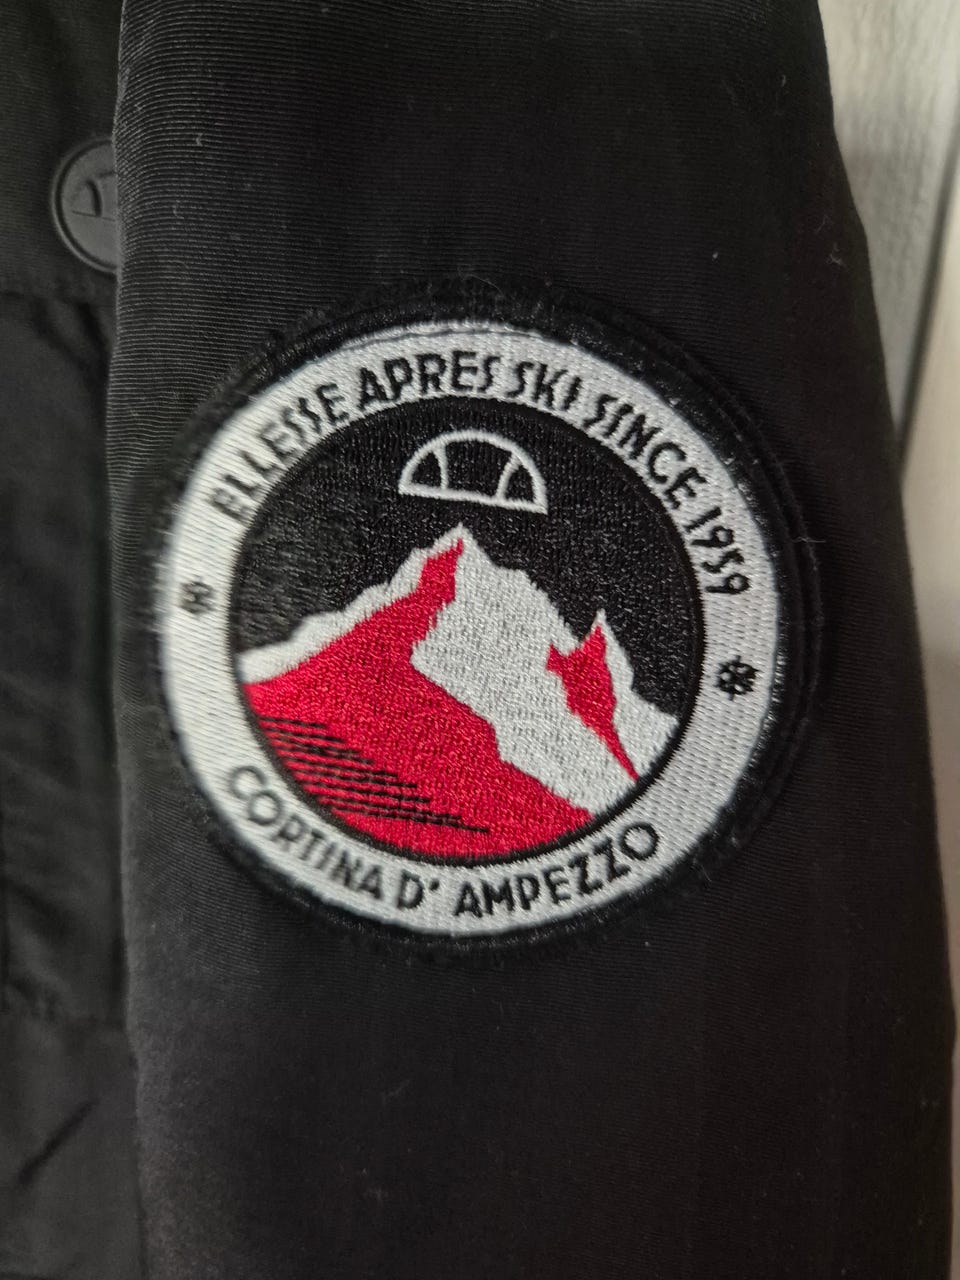 ELLESSE APRES SKI SINCE 1959
CORTINA D' AMPEZZO